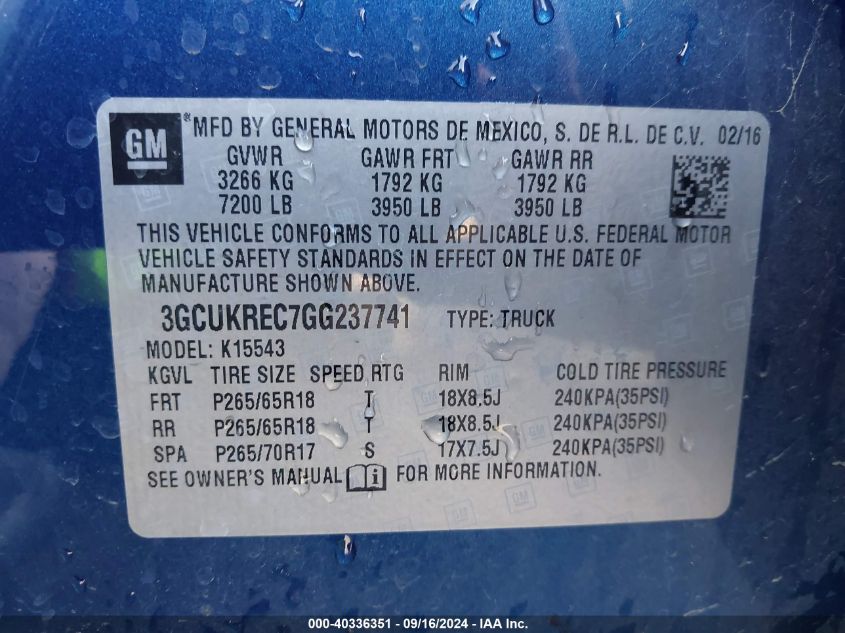 GM
® MFD BY GENERAL MOTORS DE MEXICO, S. DE R.L. DE C.V. 02/16
GVWR GAWR FRT GAWR RR
3266 KG 1792 KG 1792 KG
7200 LB 3950 LB 3950 LB
THIS VEHICLE CONFORMS TO ALL APPLICABLE U.S. FEDERAL MOTOR
VEHICLE SAFETY STANDARDS IN EFFECT ON THE DATE OF
MANUFACTURE SHOWN ABOVE.
3GCUKREC7GG237741 TYPE: TRUCK
MODEL: K15543
KGVL TIRE SIZE SPEED RTG RIM COLD TIRE PRESSURE
FRT P265/65R18 T 18X8.5J 240KPA(35PSI)
RR P265/65R18 T 18X8.5J 240KPA(35PSI)
SPA P265/70R17 S 17X7.5J 240KPA(35PSI)
SEE OWNER'S MANUAL FOR MORE INFORMATION.
000-40336351 - 09/16/2024 - IAA Inc.